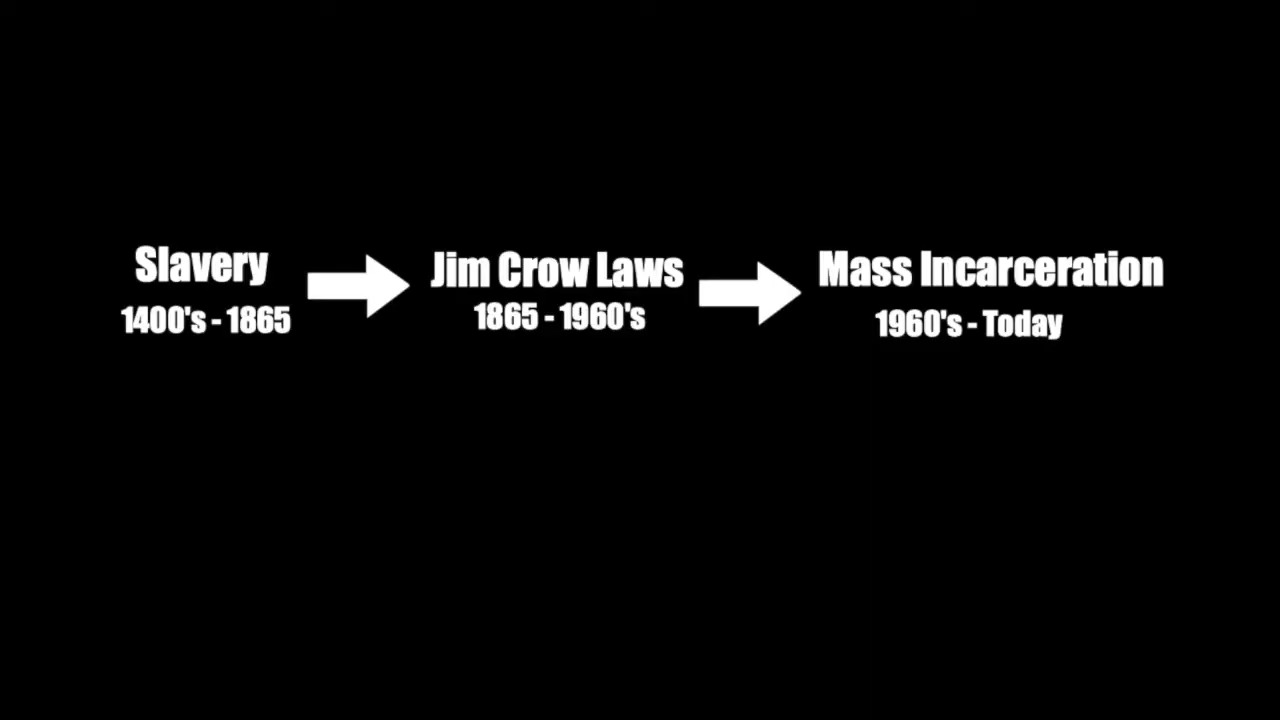 Slavery
1400's - 1865
Jim Crow Laws
1865 - 1960's
Mass Incarceration
1960's - Today